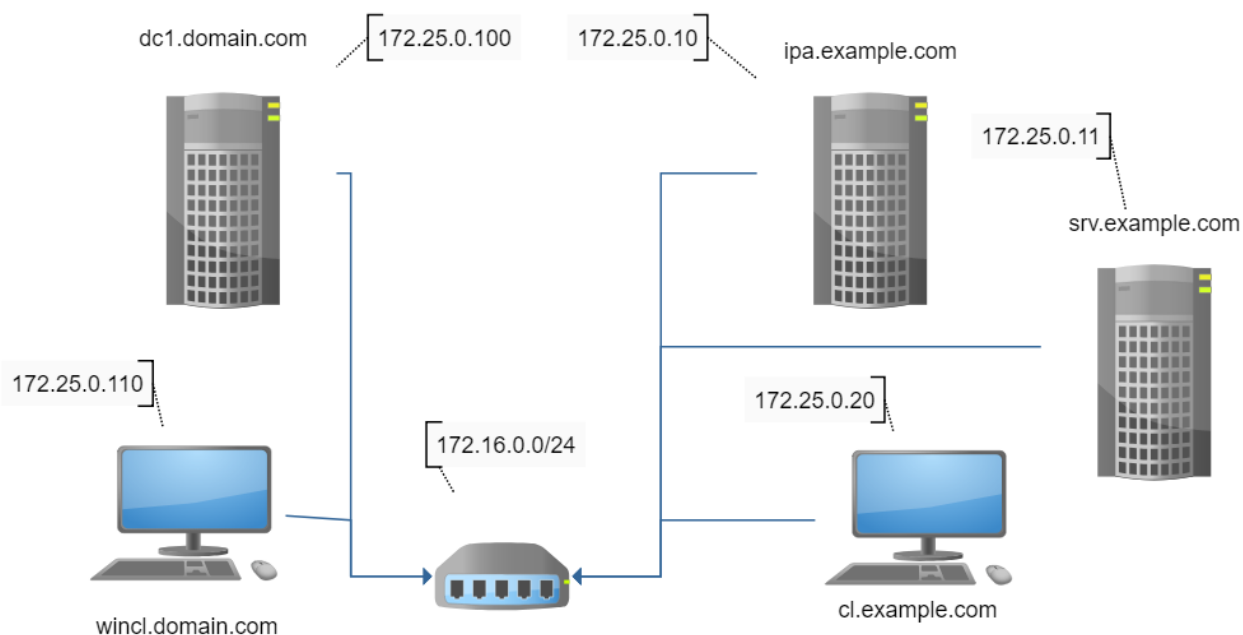 dc1.domain.com
172.25.0.100
172.25.0.10
ipa.example.com
172.25.0.11
srv.example.com
172.25.0.110
172.25.0.20
172.16.0.0/24
wincl.domain.com
cl.example.com